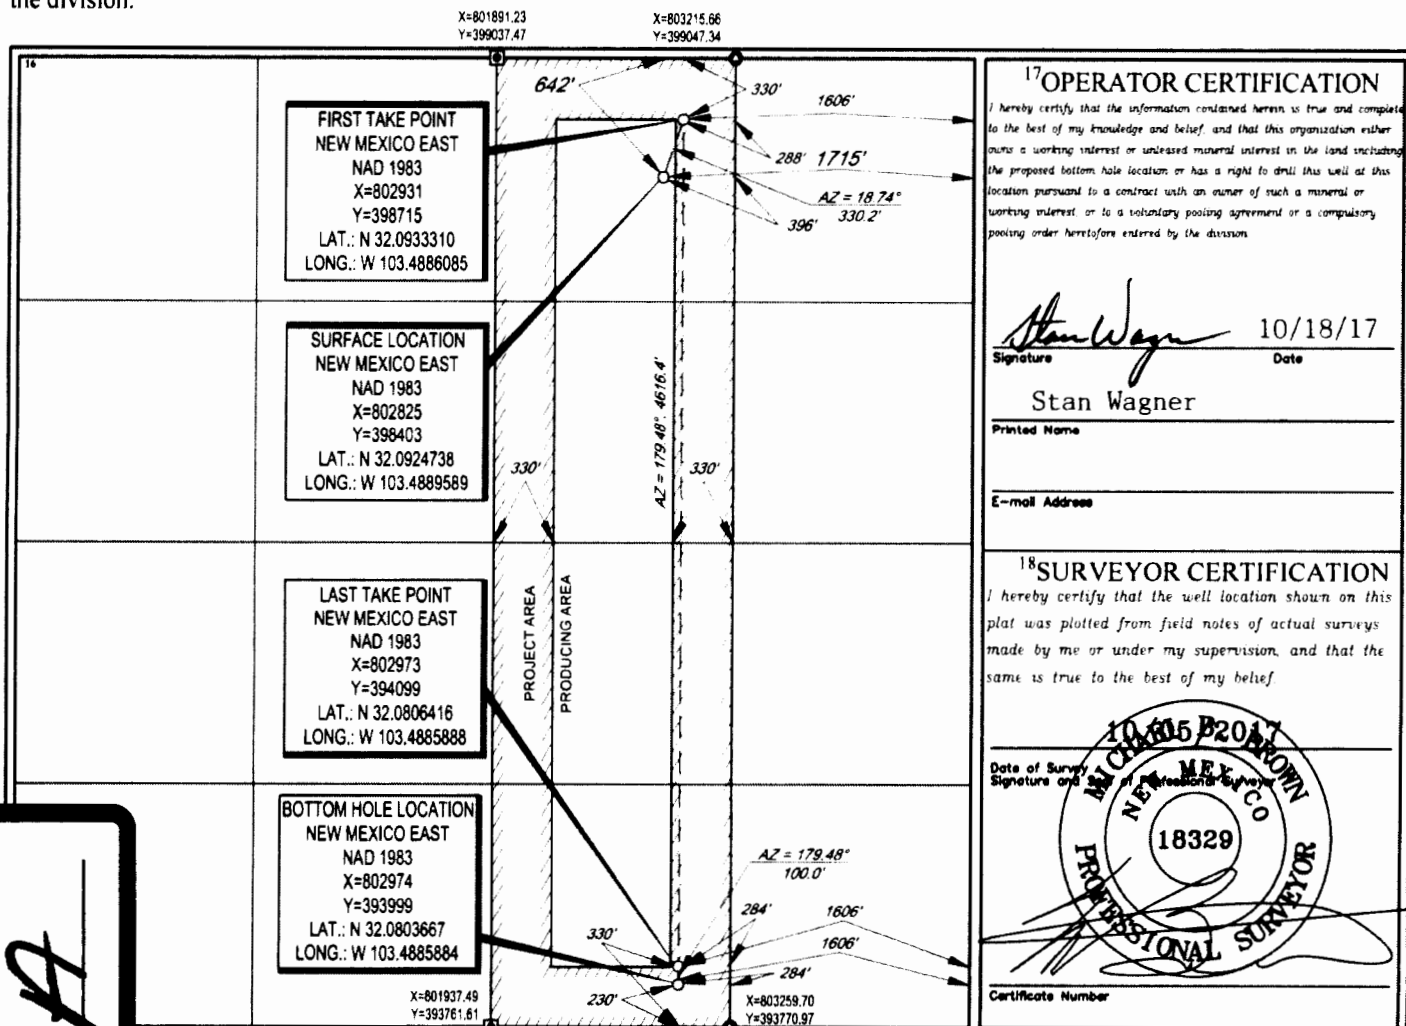 the division.
X=801891.23
Y=399037.47
X=803215.66
Y=399047.34
16
642'
330'
1606'
288'
1715'
AZ = 18.74°
330.2'
396'
FIRST TAKE POINT
NEW MEXICO EAST
NAD 1983
X=802931
Y=398715
LAT.: N 32.0933310
LONG.: W 103.4886085
SURFACE LOCATION
NEW MEXICO EAST
NAD 1983
X=802825
Y=398403
LAT.: N 32.0924738
LONG.: W 103.4889589
330'
AZ = 179.48°, 4616.4'
330'
PROJECT AREA
PRODUCING AREA
LAST TAKE POINT
NEW MEXICO EAST
NAD 1983
X=802973
Y=394099
LAT.: N 32.0806416
LONG.: W 103.4885888
BOTTOM HOLE LOCATION
NEW MEXICO EAST
NAD 1983
X=802974
Y=393999
LAT.: N 32.0803667
LONG.: W 103.4885884
AZ = 179.48°
100.0'
284'
1606'
330'
1606'
284'
230'
X=801937.49
Y=393761.61
X=803259.70
Y=393770.97
17 OPERATOR CERTIFICATION
I hereby certify that the information contained herein is true and complete
to the best of my knowledge and belief, and that this organization either
owns a working interest or unleased mineral interest in the land including
the proposed bottom hole location or has a right to drill this well at this
location pursuant to a contract with an owner of such a mineral or
working interest, or to a voluntary pooling agreement or a compulsory
pooling order heretofore entered by the division
Stan Wagner 10/18/17
Signature Date
Stan Wagner
Printed Name
E-mail Address
18 SURVEYOR CERTIFICATION
I hereby certify that the well location shown on this
plat was plotted from field notes of actual surveys
made by me or under my supervision, and that the
same is true to the best of my belief.
Date of Survey
Signature and Seal of Professional Surveyor
NEW MEXICO
18329
PROFESSIONAL SURVEYOR
Certificate Number